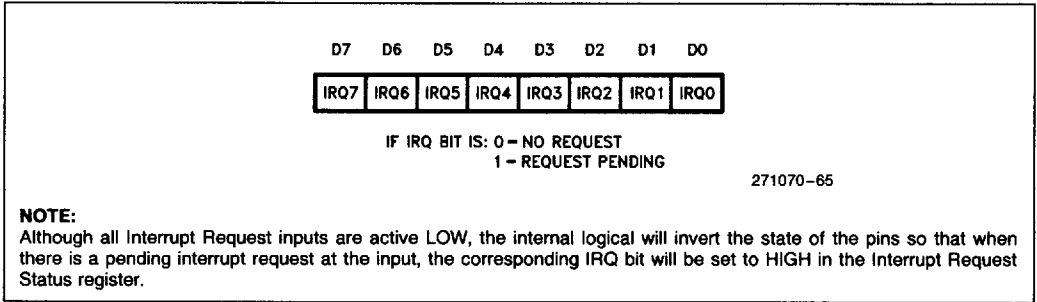 D7 D6 D5 D4 D3 D2 D1 D0
IRQ7 IRQ6 IRQ5 IRQ4 IRQ3 IRQ2 IRQ1 IRQ0
IF IRQ BIT IS: 0 – NO REQUEST
1 – REQUEST PENDING
271070–65
NOTE:
Although all Interrupt Request inputs are active LOW, the internal logical will invert the state of the pins so that when
there is a pending interrupt request at the input, the corresponding IRQ bit will be set to HIGH in the Interrupt Request
Status register.